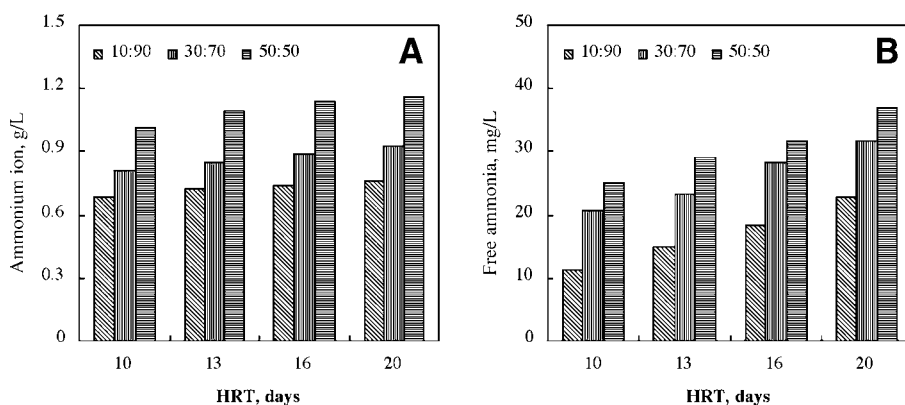 A
10:90 30:70 50:50
1.5
1.2
0.9
0.6
0.3
0
Ammonium ion, g/L
10 13 16 20
HRT, days
B
10:90 30:70 50:50
50
40
30
20
10
0
Free ammonia, mg/L
10 13 16 20
HRT, days